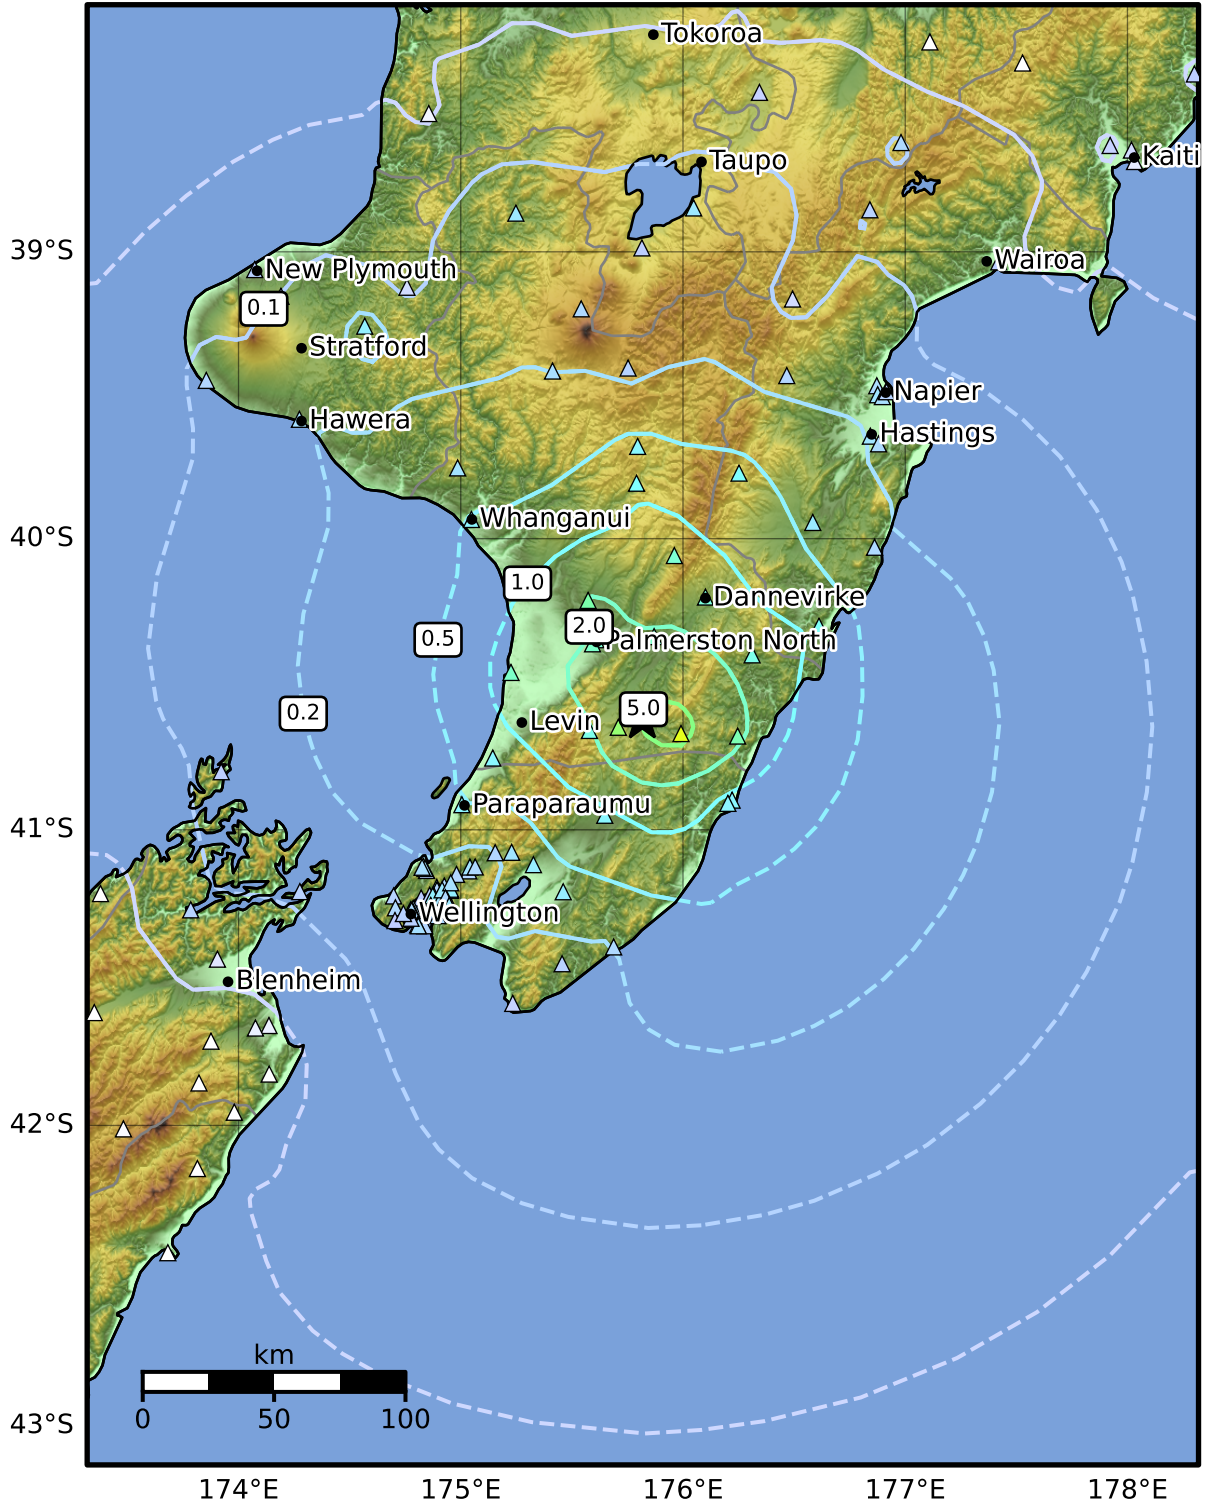 Tokoroa
Taupo
Kaiti
39°S
Wairoa
New Plymouth
0.1
Stratford
Napier
Hawera
Hastings
Whanganui
40°S
1.0
Dannevirke
2.0
0.5
Palmerston North
5.0
0.2
Levin
Paraparaumu
41°S
Wellington
Blenheim
42°S
km
0 50 100
43°S
174°E 175°E 176°E 177°E 178°E